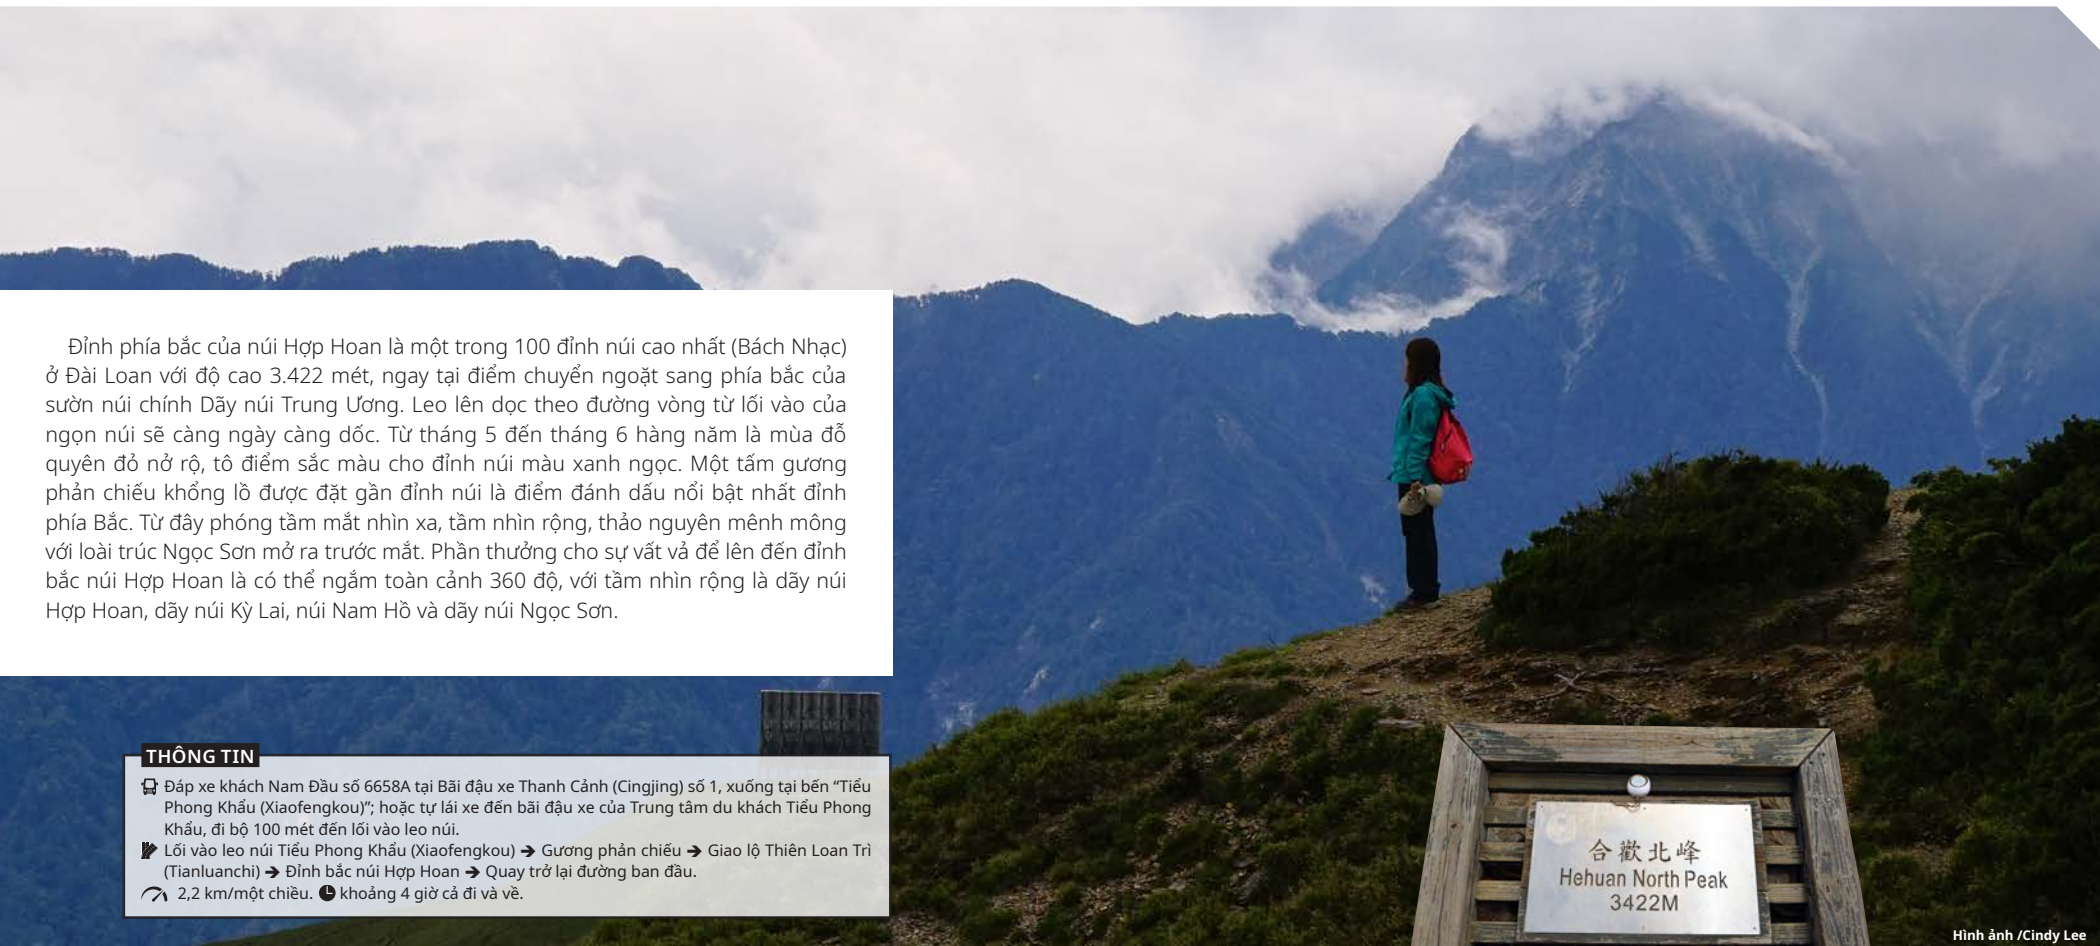 Đỉnh phía bắc của núi Hợp Hoan là một trong 100 đỉnh núi cao nhất (Bách Nhạc)
ở Đài Loan với độ cao 3.422 mét, ngay tại điểm chuyển ngoặt sang phía bắc của
sườn núi chính Dãy núi Trung Ương. Leo lên dọc theo đường vòng từ lối vào của
ngọn núi sẽ càng ngày càng dốc. Từ tháng 5 đến tháng 6 hàng năm là mùa đỗ
quyên đỏ nở rộ, tô điểm sắc màu cho đỉnh núi màu xanh ngọc. Một tấm gương
phản chiếu khổng lồ được đặt gần đỉnh núi là điểm đánh dấu nổi bật nhất đỉnh
phía Bắc. Từ đây phóng tầm mắt nhìn xa, tầm nhìn rộng, thảo nguyên mênh mông
với loài trúc Ngọc Sơn mở ra trước mắt. Phần thưởng cho sự vất vả để lên đến đỉnh
bắc núi Hợp Hoan là có thể ngắm toàn cảnh 360 độ, với tầm nhìn rộng là dãy núi
Hợp Hoan, dãy núi Kỳ Lai, núi Nam Hồ và dãy núi Ngọc Sơn.
THÔNG TIN
Đáp xe khách Nam Đầu số 6658A tại Bãi đậu xe Thanh Cảnh (Cingjing) số 1, xuống tại bến “Tiểu
Phong Khẩu (Xiaofengkou)”; hoặc tự lái xe đến bãi đậu xe của Trung tâm du khách Tiểu Phong
Khẩu, đi bộ 100 mét đến lối vào leo núi.
Lối vào leo núi Tiểu Phong Khẩu (Xiaofengkou) ➔ Gương phản chiếu ➔ Giao lộ Thiên Loan Trì
(Tianluanchi) ➔ Đỉnh bắc núi Hợp Hoan ➔ Quay trở lại đường ban đầu.
2,2 km/một chiều. khoảng 4 giờ cả đi và về.
合歡北峰
Hehuan North Peak
3422M
Hình ảnh /Cindy Lee